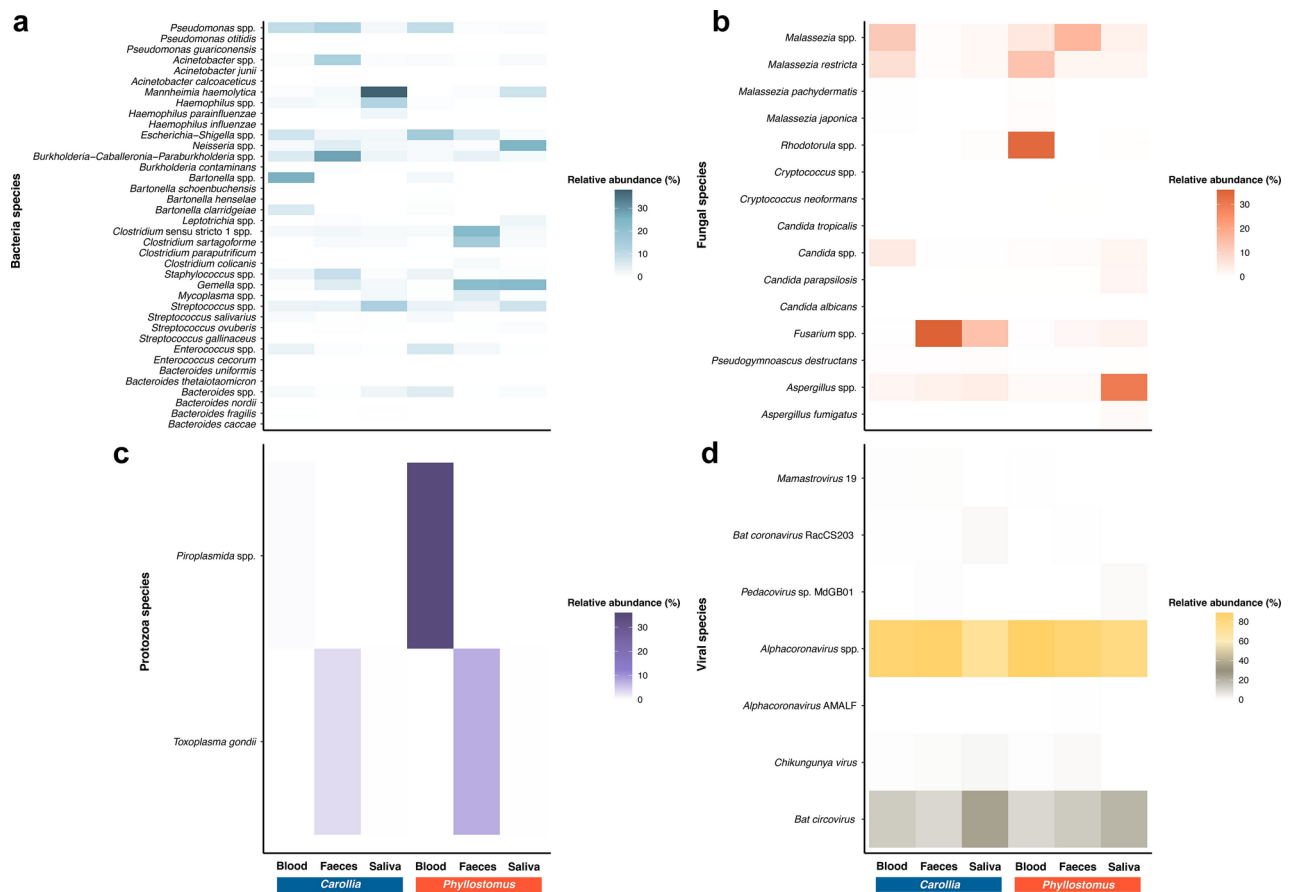 a
Bacteria species
Pseudomonas spp.
Pseudomonas otitidis
Pseudomonas guariconensis
Acinetobacter spp.
Acinetobacter junii
Acinetobacter calcoaceticus
Mannheimia haemolytica
Haemophilus spp.
Haemophilus parainfluenzae
Haemophilus influenzae
Escherichia−Shigella spp.
Neisseria spp.
Burkholderia−Caballeronia−Paraburkholderia spp.
Burkholderia contaminans
Bartonella spp.
Bartonella schoenbuchensis
Bartonella henselae
Bartonella clarridgeiae
Leptotrichia spp.
Clostridium sensu stricto 1 spp.
Clostridium sartagoforme
Clostridium paraputrificum
Clostridium colicanis
Staphylococcus spp.
Gemella spp.
Mycoplasma spp.
Streptococcus spp.
Streptococcus salivarius
Streptococcus ovuberis
Streptococcus gallinaceus
Enterococcus spp.
Enterococcus cecorum
Bacteroides uniformis
Bacteroides thetaiotaomicron
Bacteroides spp.
Bacteroides nordii
Bacteroides fragilis
Bacteroides caccae
Relative abundance (%)
30
20
10
0
b
Fungal species
Malassezia spp.
Malassezia restricta
Malassezia pachydermatis
Malassezia japonica
Rhodotorula spp.
Cryptococcus spp.
Cryptococcus neoformans
Candida tropicalis
Candida spp.
Candida parapsilosis
Candida albicans
Fusarium spp.
Pseudogymnoascus destructans
Aspergillus spp.
Aspergillus fumigatus
Relative abundance (%)
30
20
10
0
c
Protozoa species
Piroplasmida spp.
Toxoplasma gondii
Relative abundance (%)
30
20
10
0
Blood Faeces Saliva Blood Faeces Saliva
Carollia Phyllostomus
d
Viral species
Mamastrovirus 19
Bat coronavirus RacCS203
Pedacovirus sp. MdGB01
Alphacoronavirus spp.
Alphacoronavirus AMALF
Chikungunya virus
Bat circovirus
Relative abundance (%)
80
60
40
20
0
Blood Faeces Saliva Blood Faeces Saliva
Carollia Phyllostomus